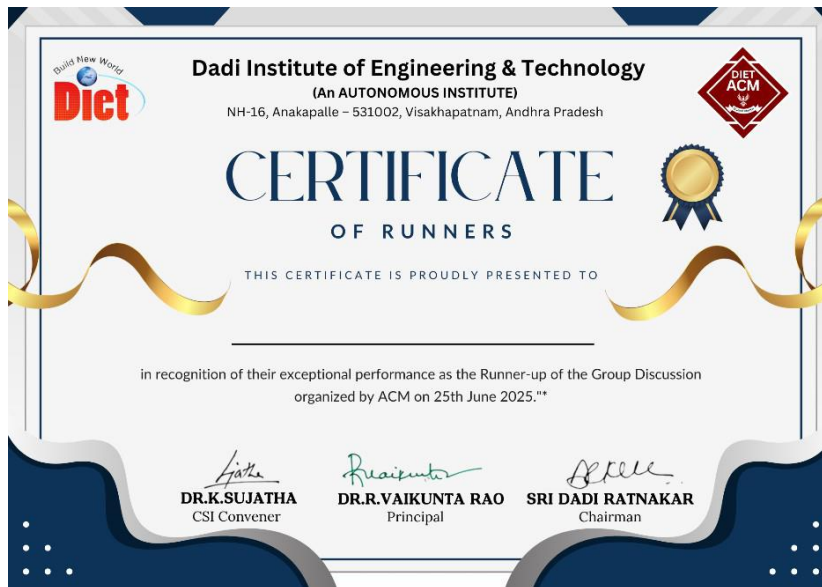 Build New World
Diet
Dadi Institute of Engineering & Technology
(An AUTONOMOUS INSTITUTE)
NH-16, Anakapalle – 531002, Visakhapatnam, Andhra Pradesh
DIET
ACM
CERTIFICATE
OF RUNNERS
THIS CERTIFICATE IS PROUDLY PRESENTED TO
in recognition of their exceptional performance as the Runner-up of the Group Discussion
organized by ACM on 25th June 2025."*
DR.K.SUJATHA
CSI Convener
DR.R.VAIKUNTA RAO
Principal
SRI DADI RATNAKAR
Chairman